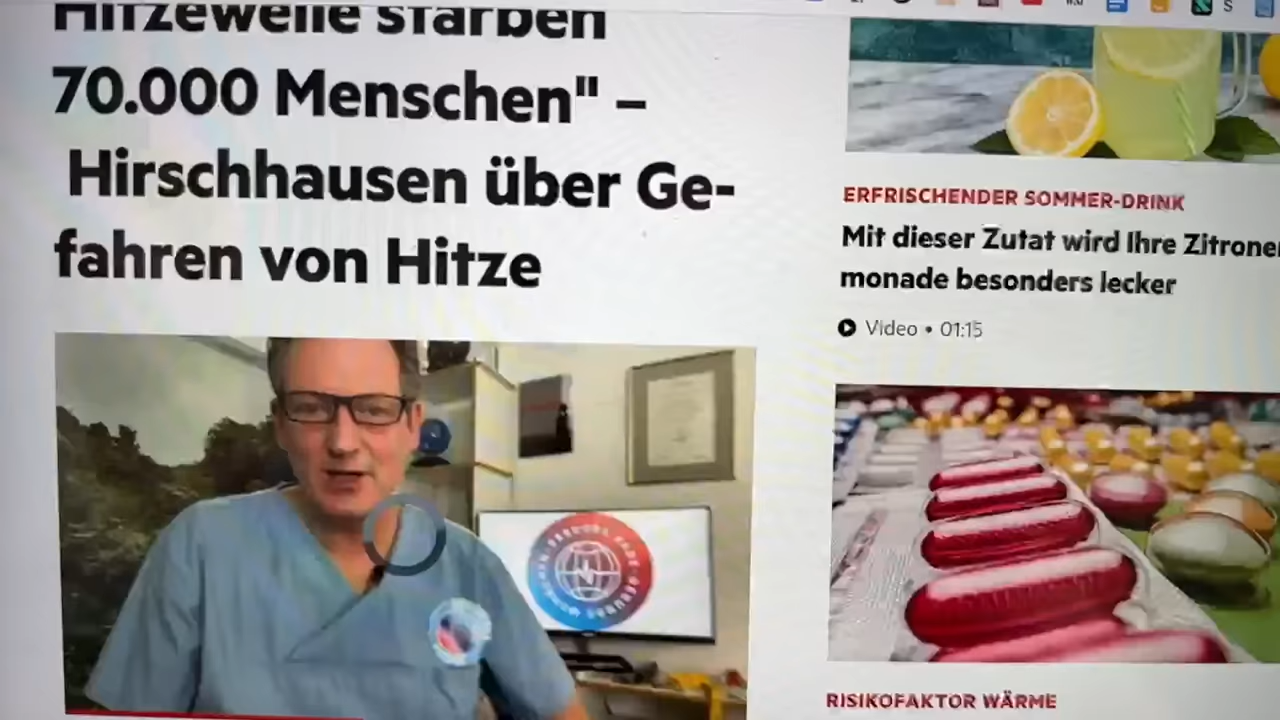 Hitzewelle starben
70.000 Menschen" –
Hirschhausen über Ge-
fahren von Hitze
ERFRISCHENDER SOMMER-DRINK
Mit dieser Zutat wird Ihre Zitronen
monade besonders lecker
Video • 01:15
RISIKOFAKTOR WÄRME